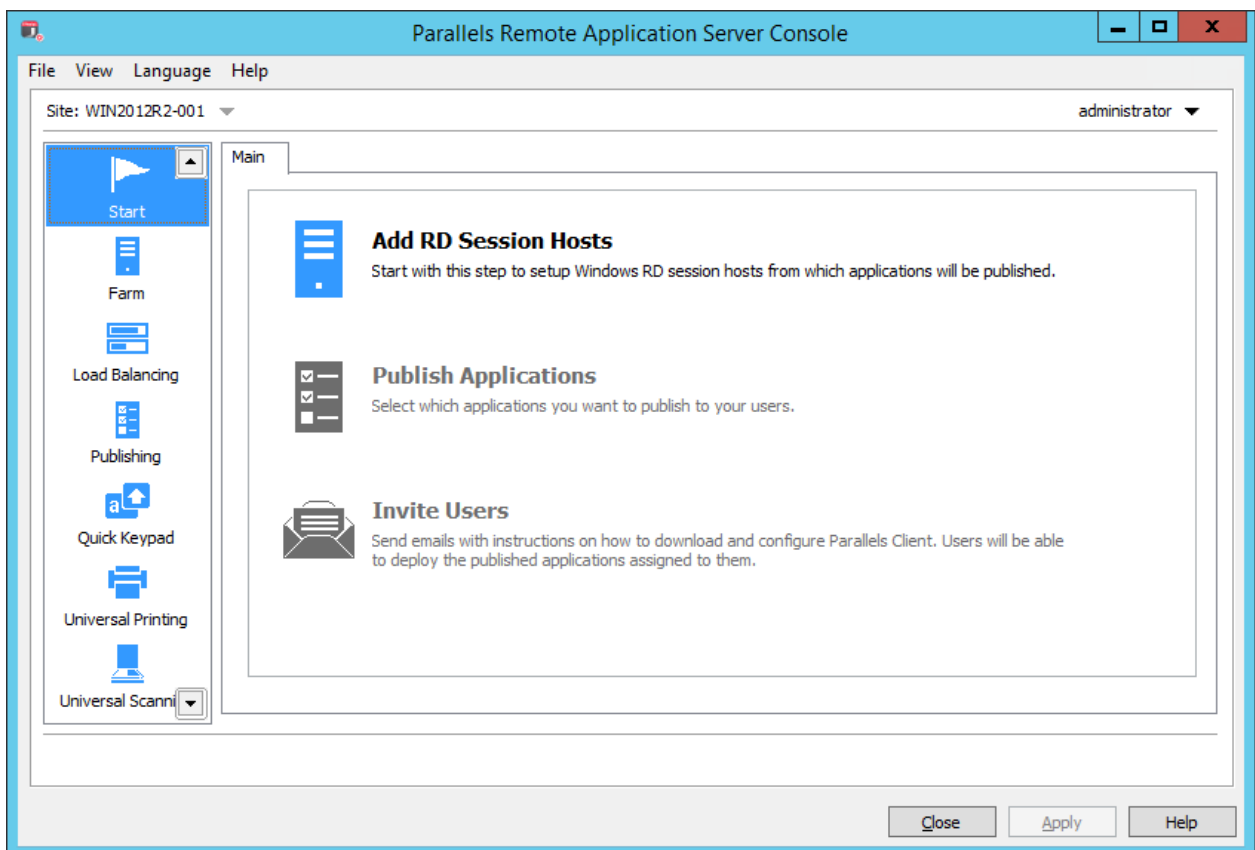 Parallels Remote Application Server Console
File View Language Help
Site: WIN2012R2-001
administrator
Start
Farm
Load Balancing
Publishing
a
Quick Keypad
Universal Printing
Universal Scanni
Main
Add RD Session Hosts
Start with this step to setup Windows RD session hosts from which applications will be published.
Publish Applications
Select which applications you want to publish to your users.
Invite Users
Send emails with instructions on how to download and configure Parallels Client. Users will be able
to deploy the published applications assigned to them.
Close
Apply
Help